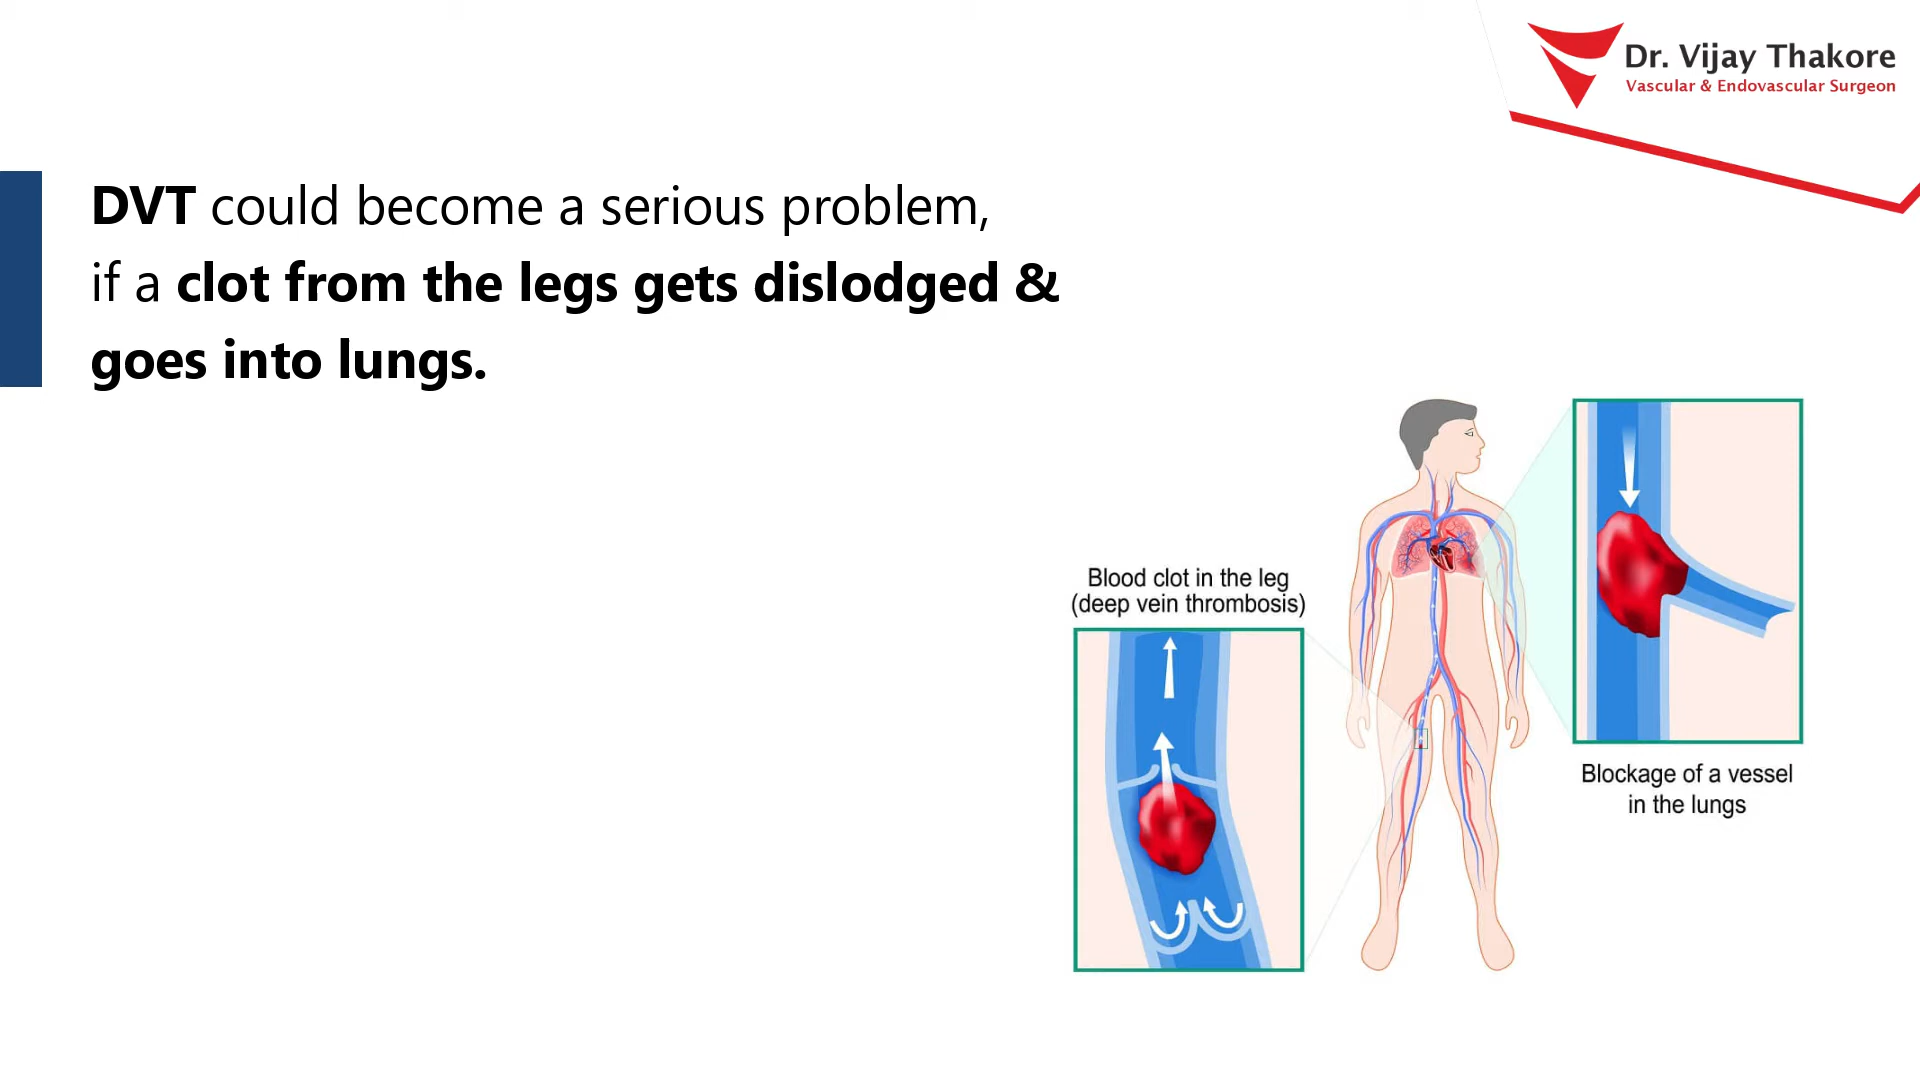 Dr. Vijay Thakore
Vascular & Endovascular Surgeon
DVT could become a serious problem,
if a clot from the legs gets dislodged &
goes into lungs.
Blood clot in the leg
(deep vein thrombosis)
Blockage of a vessel
in the lungs